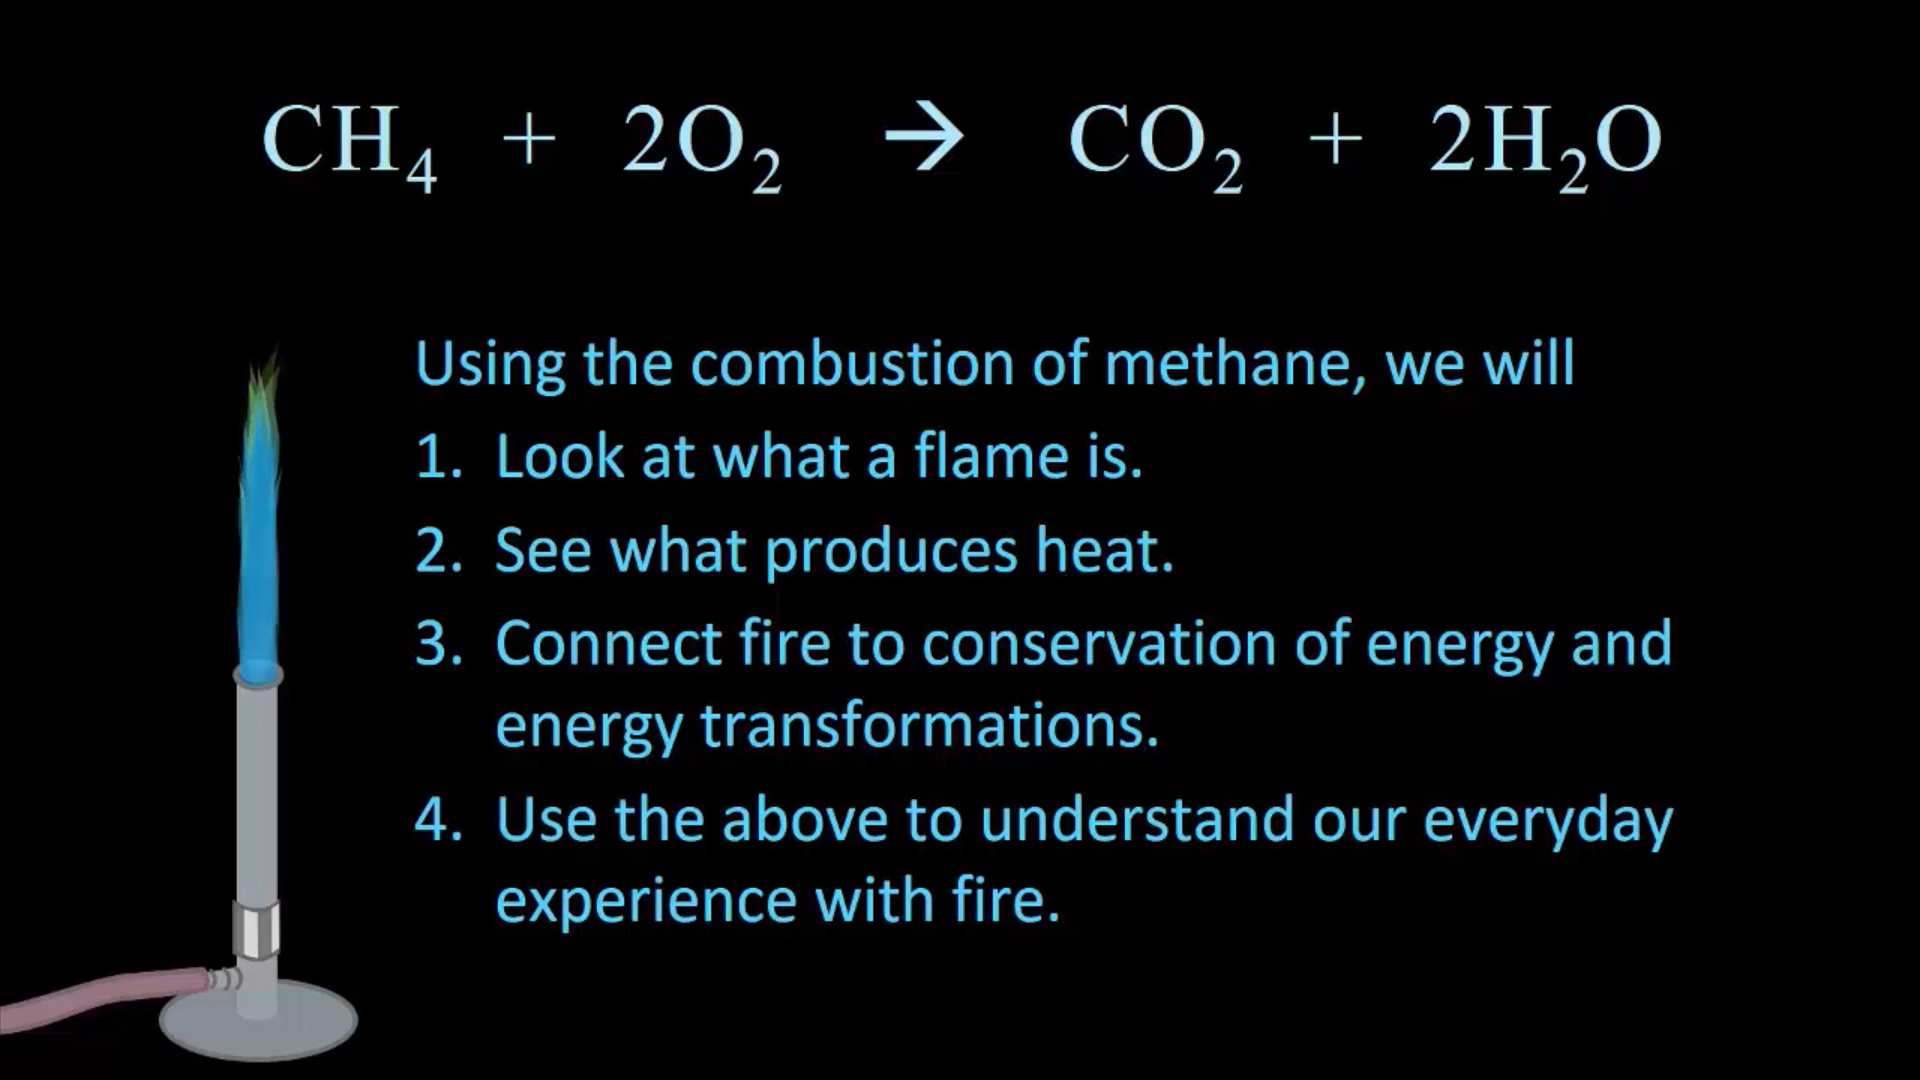 CH₄ + 2O₂ → CO₂ + 2H₂O
Using the combustion of methane, we will
1. Look at what a flame is.
2. See what produces heat.
3. Connect fire to conservation of energy and
energy transformations.
4. Use the above to understand our everyday
experience with fire.